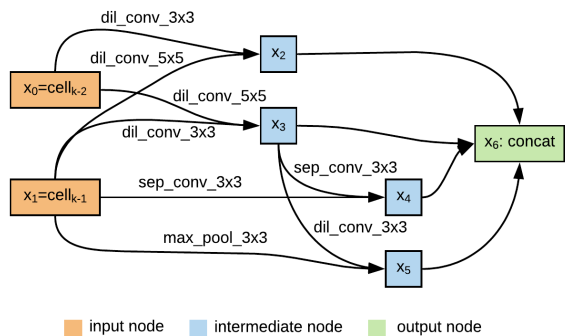 dil_conv_3x3
x2
dil_conv_5x5
x0=cellk-2
dil_conv_5x5
x3
dil_conv_3x3
x6: concat
sep_conv_3x3
sep_conv_3x3
x1=cellk-1
x4
dil_conv_3x3
max_pool_3x3
x5
input node
intermediate node
output node